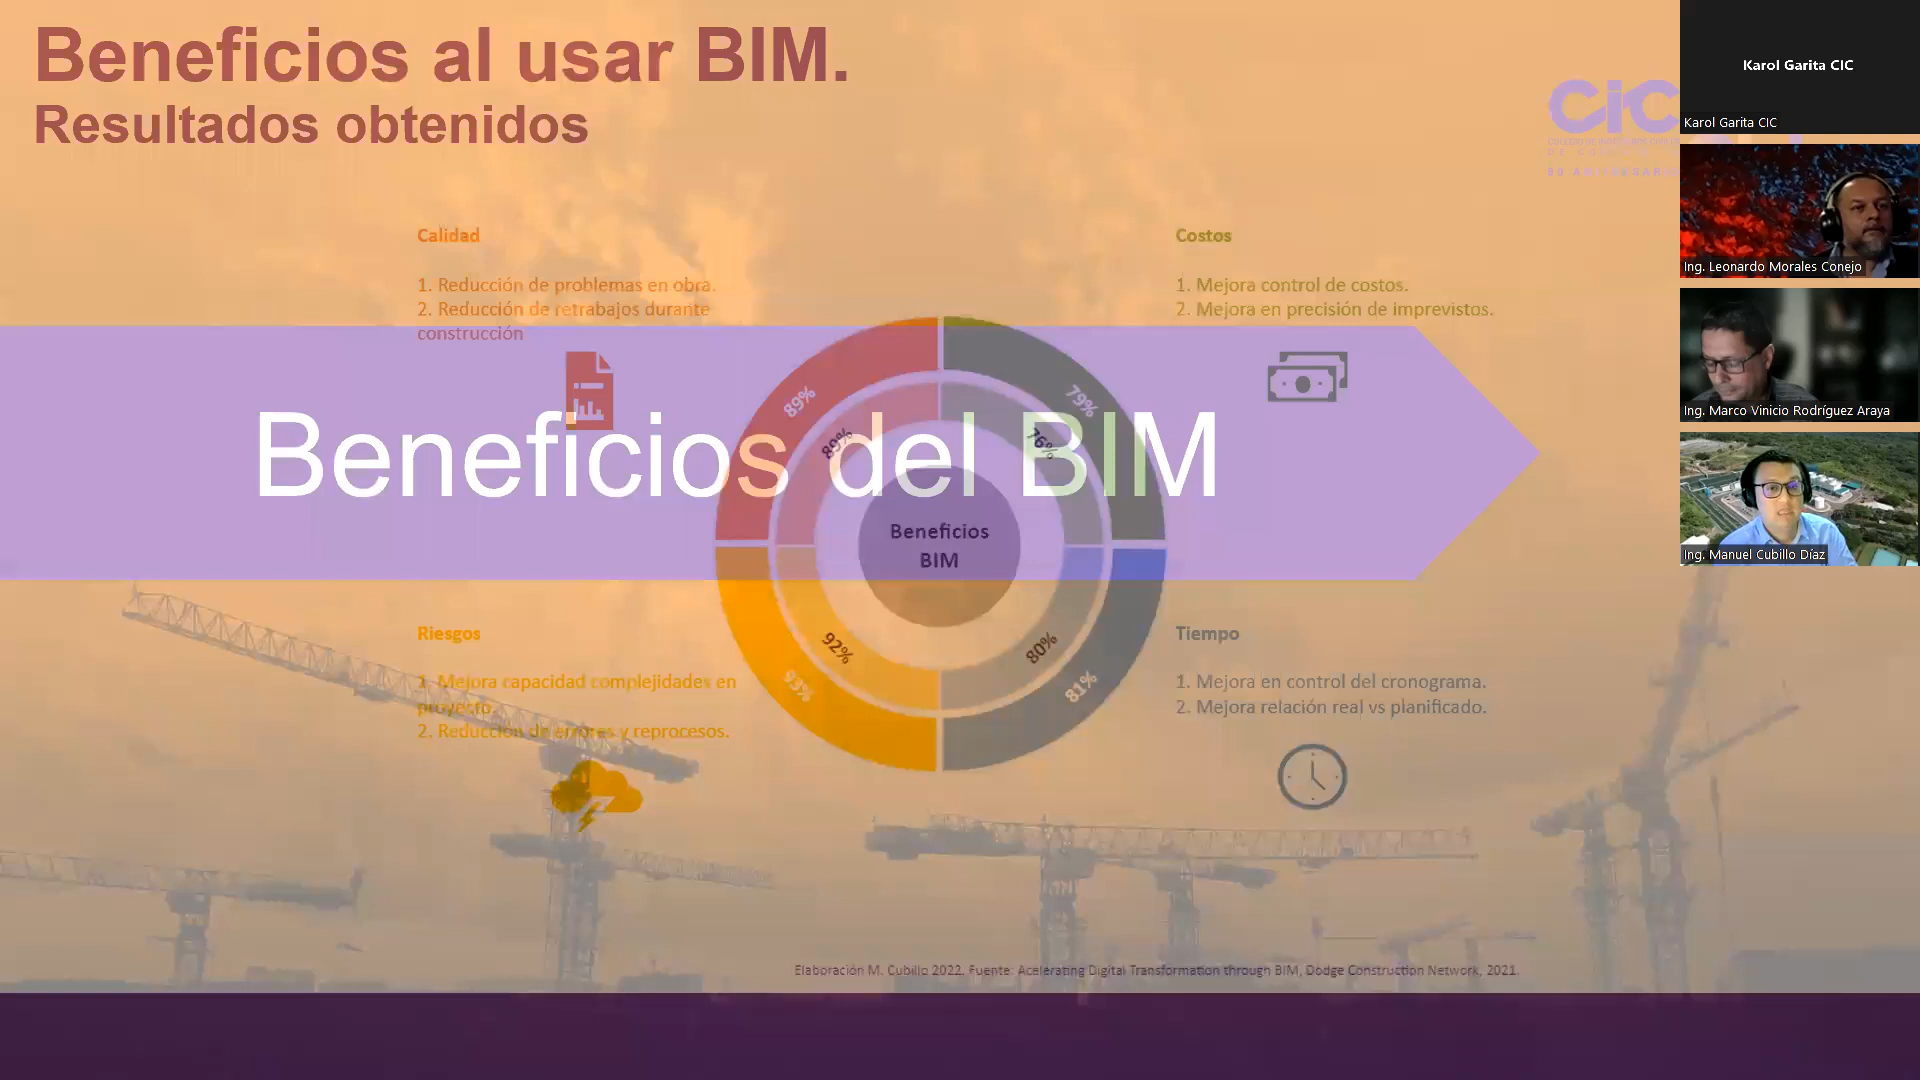 Beneficios al usar BIM.
Resultados obtenidos
CIC
Karol Garita CIC
Karol Garita CIC
Ing. Leonardo Morales Conejo
Ing. Marco Vinicio Rodríguez Araya
Ing. Manuel Cubillo Díaz
Calidad
1. Reducción de problemas en obra.
2. Reducción de retrabajos durante
construcción
Costos
1. Mejora control de costos.
2. Mejora en precisión de imprevistos.
Beneficios del BIM
89%
89%
79%
76%
Beneficios
BIM
92%
93%
80%
81%
Riesgos
1. Mejora capacidad complejidades en
proyecto.
2. Reducción de errores y reprocesos.
Tiempo
1. Mejora en control del cronograma.
2. Mejora relación real vs planificado.
Elaboración M. Cubillo 2022. Fuente: Acelerating Digital Transformation through BIM, Dodge Construction Network, 2021.